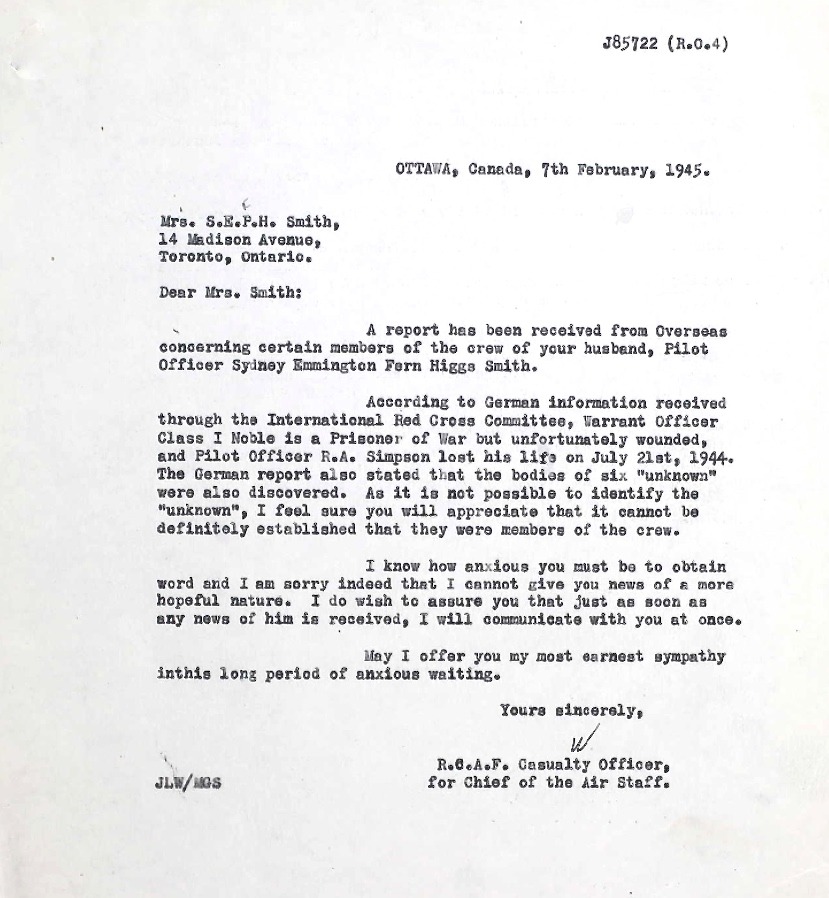 J85722 (R.O.4)
OTTAWA, Canada, 7th February, 1945.
Mrs. S.E.P.H. Smith,
14 Madison Avenue,
Toronto, Ontario.
Dear Mrs. Smith:
A report has been received from Overseas
concerning certain members of the crew of your husband, Pilot
Officer Sydney Emmington Fern Higgs Smith.
According to German information received
through the International Red Cross Committee, Warrant Officer
Class I Noble is a Prisoner of War but unfortunately wounded,
and Pilot Officer R.A. Simpson lost his life on July 21st, 1944.
The German report also stated that the bodies of six "unknown"
were also discovered. As it is not possible to identify the
"unknown", I feel sure you will appreciate that it cannot be
definitely established that they were members of the crew.
I know how anxious you must be to obtain
word and I am sorry indeed that I cannot give you news of a more
hopeful nature. I do wish to assure you that just as soon as
any news of him is received, I will communicate with you at once.
May I offer you my most earnest sympathy
inthis long period of anxious waiting.
Yours sincerely,
W
R.C.A.F. Casualty Officer,
JLW/MGS for Chief of the Air Staff.